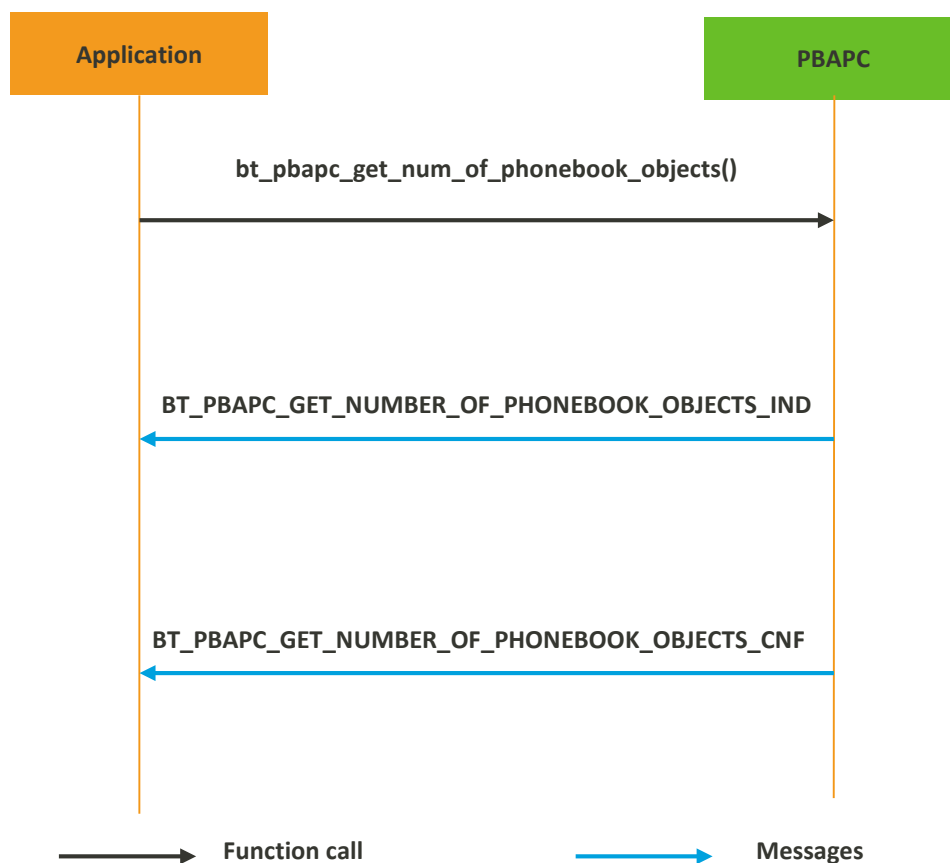 Application
PBAPC
bt_pbapc_get_num_of_phonebook_objects()
BT_PBAPC_GET_NUMBER_OF_PHONEBOOK_OBJECTS_IND
BT_PBAPC_GET_NUMBER_OF_PHONEBOOK_OBJECTS_CNF
Function call
Messages